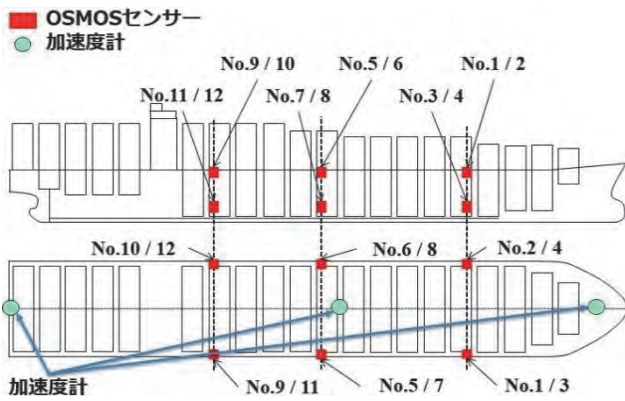 OSMOSセンサー
加速度計
No.9 / 10
No.5 / 6
No.1 / 2
No.11 / 12
No.7 / 8
No.3 / 4
No.10 / 12
No.6 / 8
No.2 / 4
加速度計
No.9 / 11
No.5 / 7
No.1 / 3